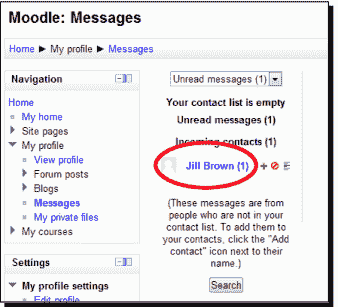 Moodle: Messages
Home ► My profile ► Messages
Navigation
Home
My home
Site pages
My profile
View profile
Forum posts
Blogs
Messages
My private files
My courses
Settings
My profile settings
Edit profile
Unread messages (1)
Your contact list is empty
Unread messages (1)
Incoming contacts (1)
Jill Brown (1)
(These messages are from
people who are not in your
contact list. To add them to
your contacts, click the "Add
contact" icon next to their
name.)
Search